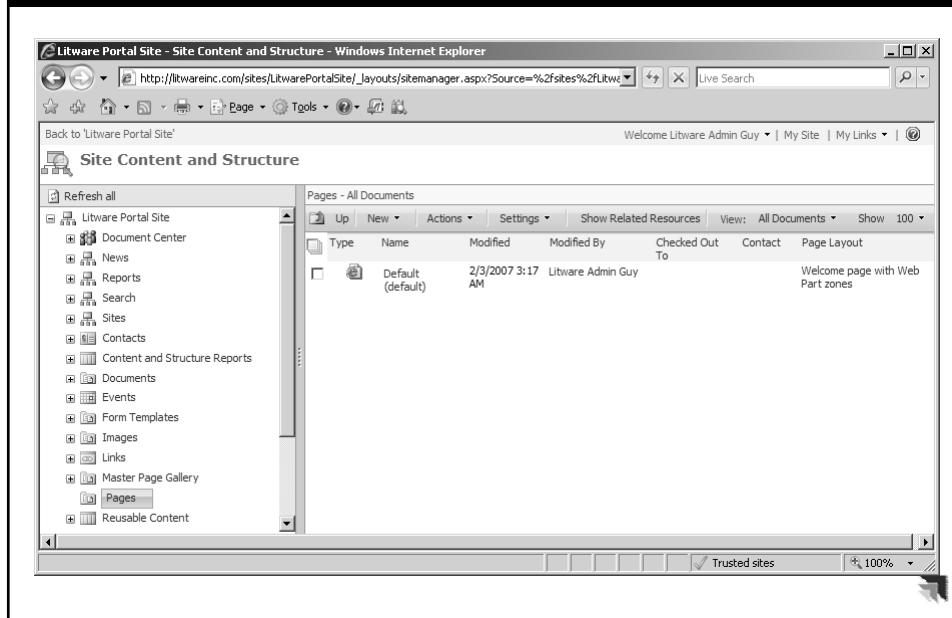 Litware Portal Site - Site Content and Structure - Windows Internet Explorer
http://litwareinc.com/sites/LitwarePortalSite/_layouts/sitemanager.aspx?Source=%2fsites%2fLitwa
Live Search
Page Tools
Back to 'Litware Portal Site'
Welcome Litware Admin Guy | My Site | My Links |
Site Content and Structure
Refresh all
Pages - All Documents
Up New Actions Settings Show Related Resources View: All Documents Show 100
Type Name Modified Modified By Checked Out To Contact Page Layout
Default (default) 2/3/2007 3:17 AM Litware Admin Guy Welcome page with Web Part zones
Litware Portal Site
Document Center
News
Reports
Search
Sites
Contacts
Content and Structure Reports
Documents
Events
Form Templates
Images
Links
Master Page Gallery
Pages
Reusable Content
Trusted sites
100%